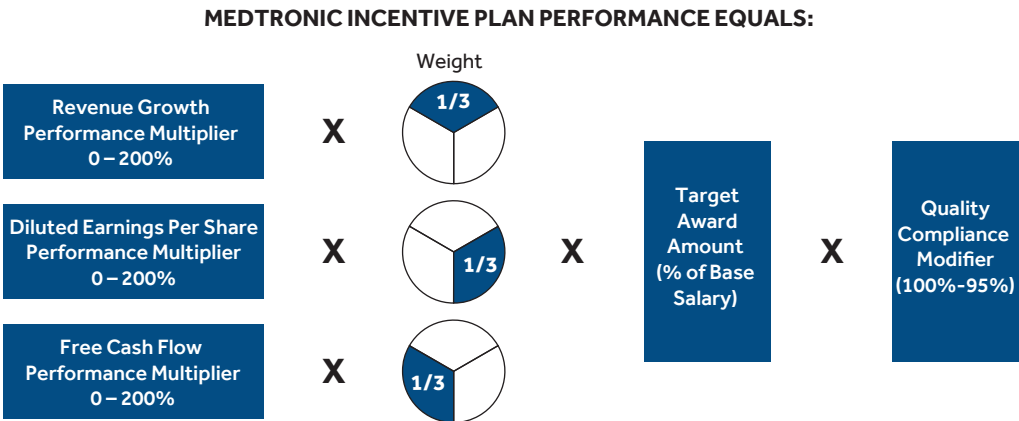 MEDTRONIC INCENTIVE PLAN PERFORMANCE EQUALS:
Weight
Revenue Growth
Performance Multiplier
0 – 200%
X
1/3
Diluted Earnings Per Share
Performance Multiplier
0 – 200%
X
1/3
Free Cash Flow
Performance Multiplier
0 – 200%
X
1/3
X
Target
Award
Amount
(% of Base
Salary)
X
Quality
Compliance
Modifier
(100%-95%)